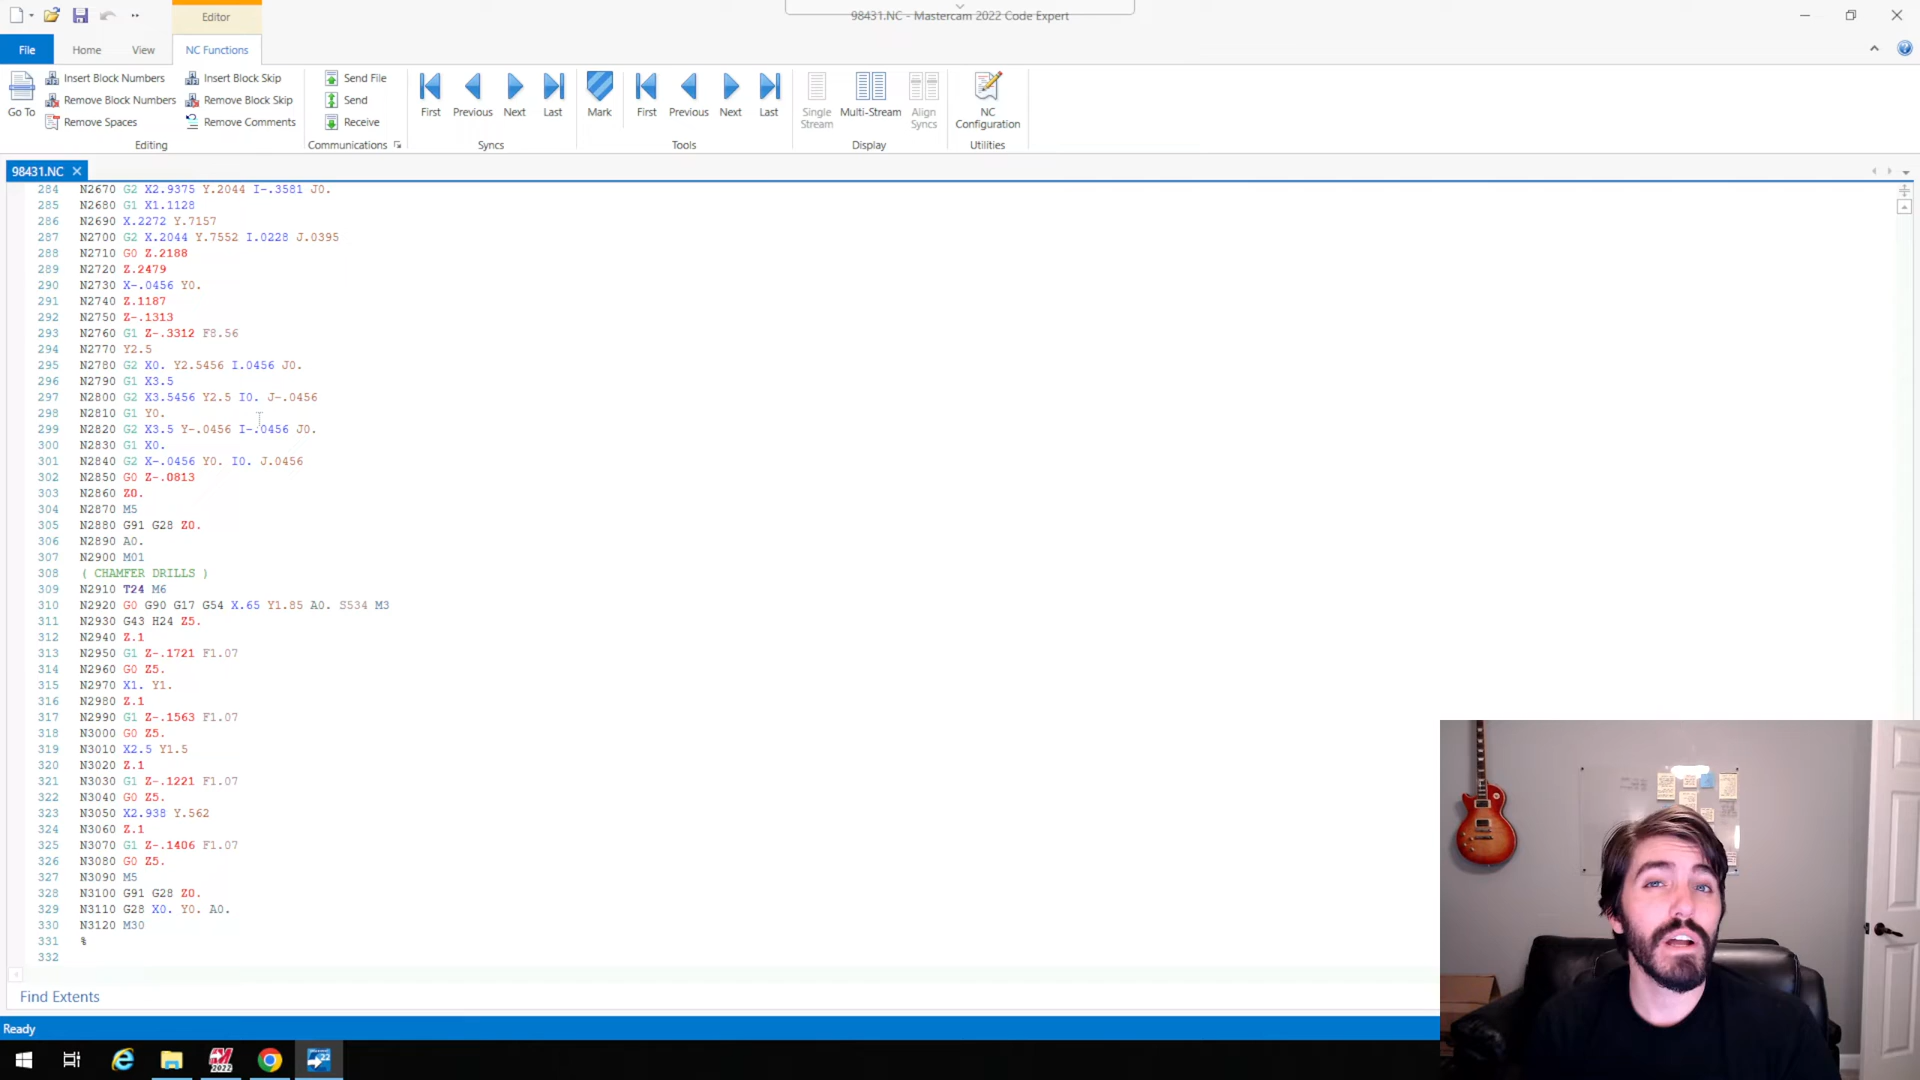 Editor
98431.NC - Mastercam 2022 Code Expert
File
Home
View
NC Functions
Go To
Insert Block Numbers
Remove Block Numbers
Remove Spaces
Insert Block Skip
Remove Block Skip
Remove Comments
Editing
Send File
Send
Receive
Communications
First
Previous
Next
Last
Syncs
Mark
First
Previous
Next
Last
Tools
Single Stream
Multi-Stream
Align Syncs
Display
NC Configuration
Utilities
98431.NC
284 N2670 G2 X2.9375 Y.2044 I-.3581 J0.
285 N2680 G1 X1.1128
286 N2690 X.2272 Y.7157
287 N2700 G2 X.2044 Y.7552 I.0228 J.0395
288 N2710 G0 Z.2188
289 N2720 Z.2479
290 N2730 X-.0456 Y0.
291 N2740 Z.1187
292 N2750 Z-.1313
293 N2760 G1 Z-.3312 F8.56
294 N2770 Y2.5
295 N2780 G2 X0. Y2.5456 I.0456 J0.
296 N2790 G1 X3.5
297 N2800 G2 X3.5456 Y2.5 I0. J-.0456
298 N2810 G1 Y0.
299 N2820 G2 X3.5 Y-.0456 I-.0456 J0.
300 N2830 G1 X0.
301 N2840 G2 X-.0456 Y0. I0. J.0456
302 N2850 G0 Z-.0813
303 N2860 Z0.
304 N2870 M5
305 N2880 G91 G28 Z0.
306 N2890 A0.
307 N2900 M01
308 ( CHAMFER DRILLS )
309 N2910 T24 M6
310 N2920 G0 G90 G17 G54 X.65 Y1.85 A0. S534 M3
311 N2930 G43 H24 Z5.
312 N2940 Z.1
313 N2950 G1 Z-.1721 F1.07
314 N2960 G0 Z5.
315 N2970 X1. Y1.
316 N2980 Z.1
317 N2990 G1 Z-.1563 F1.07
318 N3000 G0 Z5.
319 N3010 X2.5 Y1.5
320 N3020 Z.1
321 N3030 G1 Z-.1221 F1.07
322 N3040 G0 Z5.
323 N3050 X2.938 Y.562
324 N3060 Z.1
325 N3070 G1 Z-.1406 F1.07
326 N3080 G0 Z5.
327 N3090 M5
328 N3100 G91 G28 Z0.
329 N3110 G28 X0. Y0. A0.
330 N3120 M30
331 %
332
Find Extents
Ready
2022
22